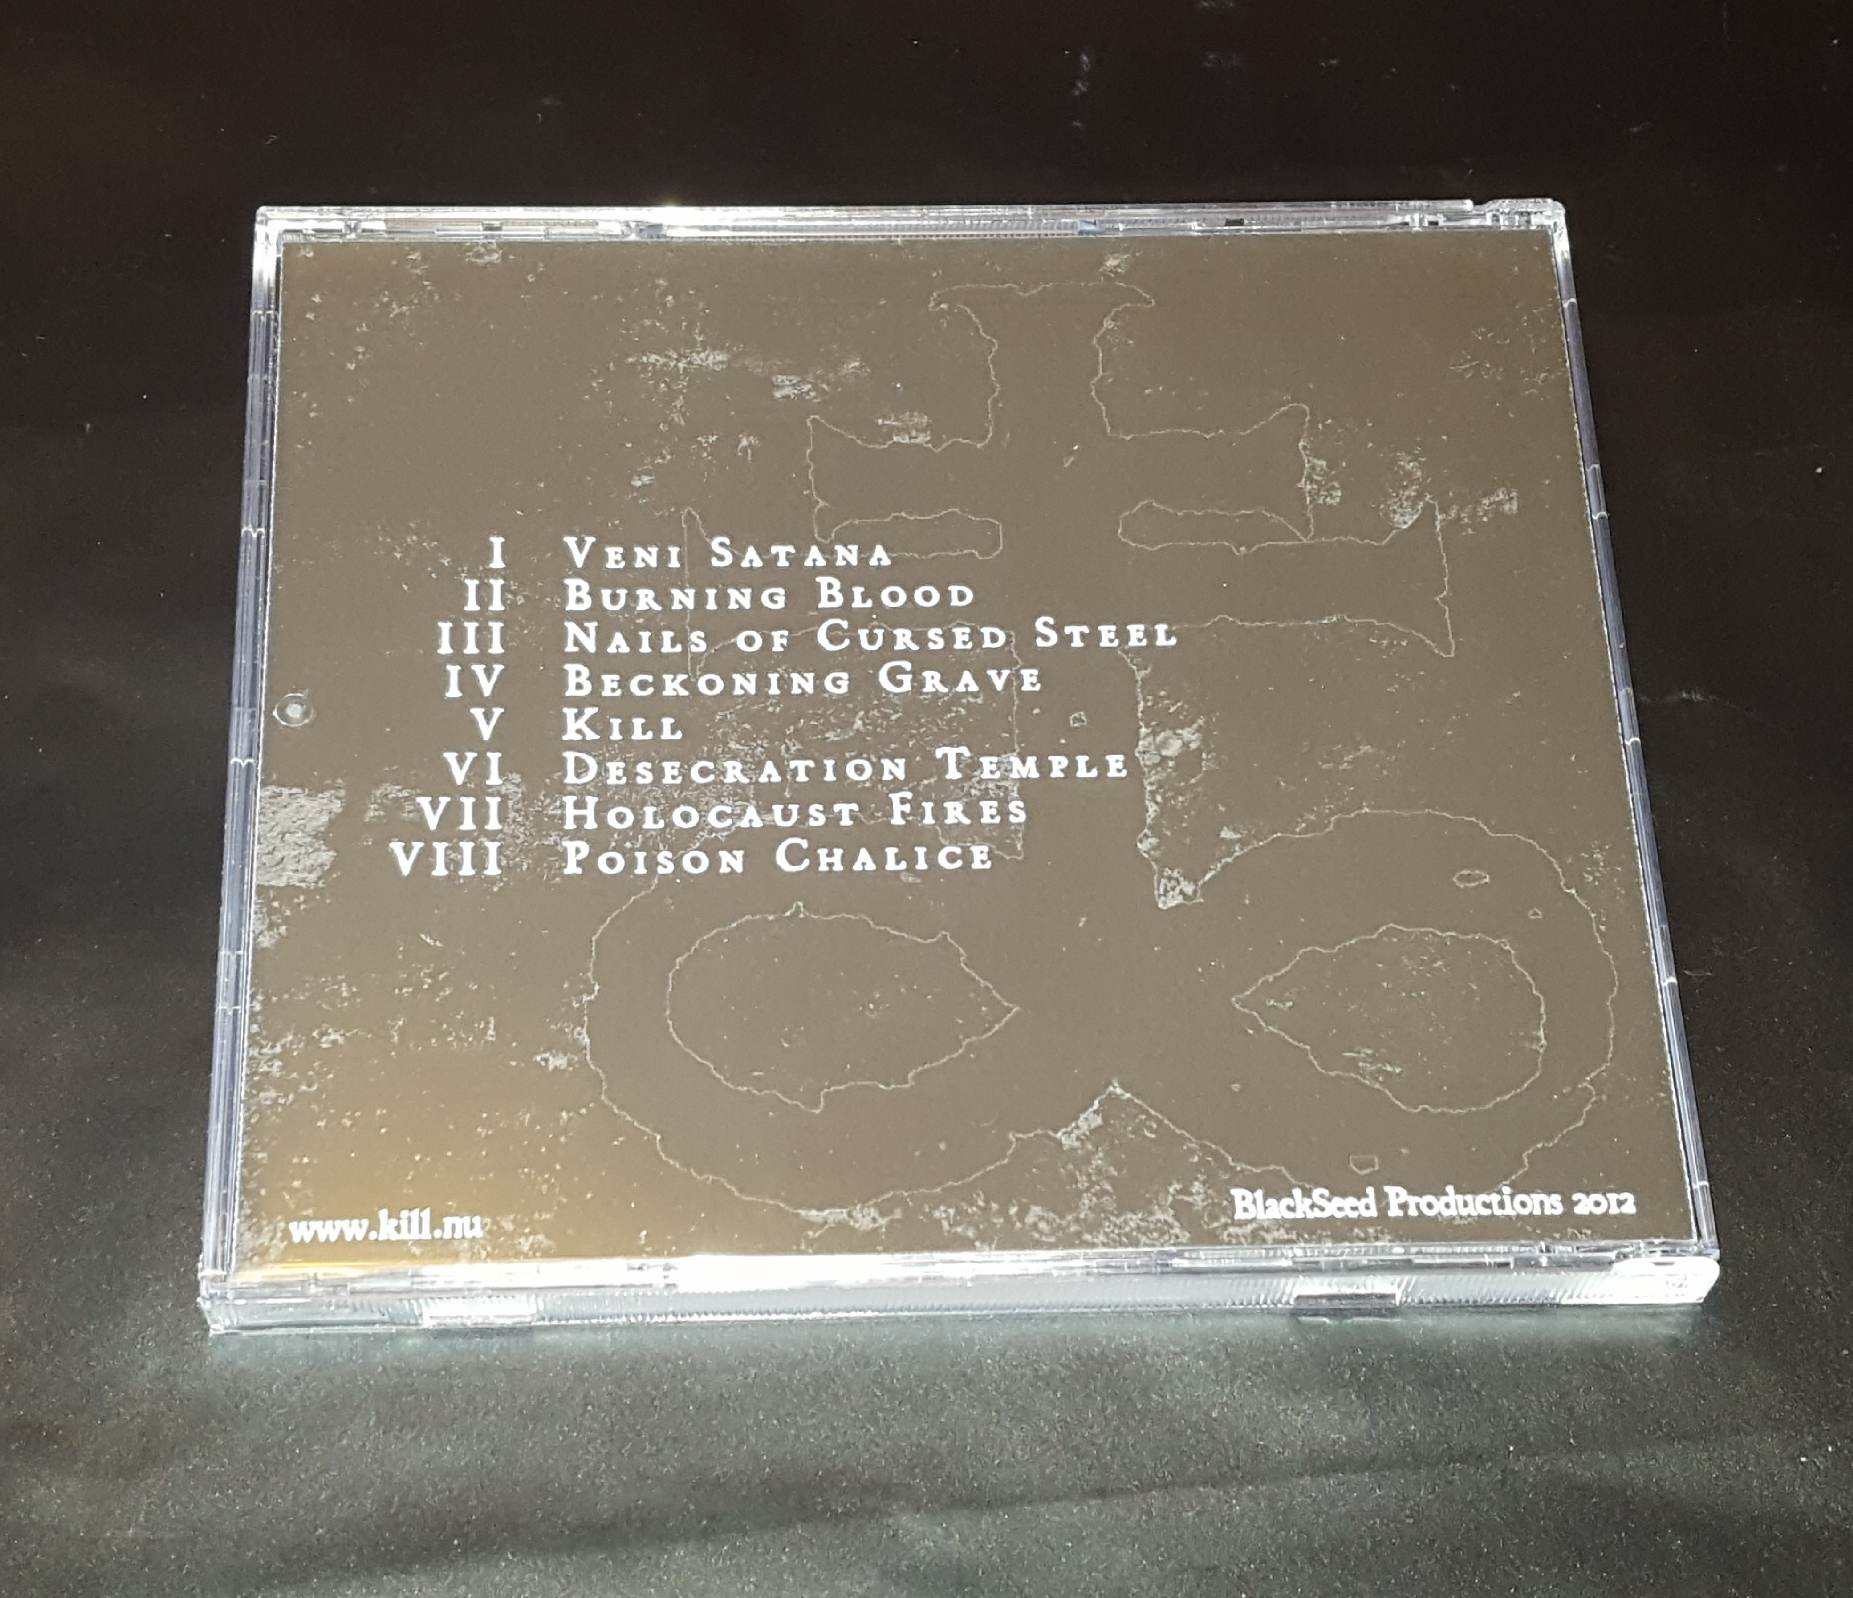 I Veni Satana
II Burning Blood
III Nails of Cursed Steel
IV Beckoning Grave
V Kill
VI Desecration Temple
VII Holocaust Fires
VIII Poison Chalice
www.kill.nu
BlackSeed Productions 2012